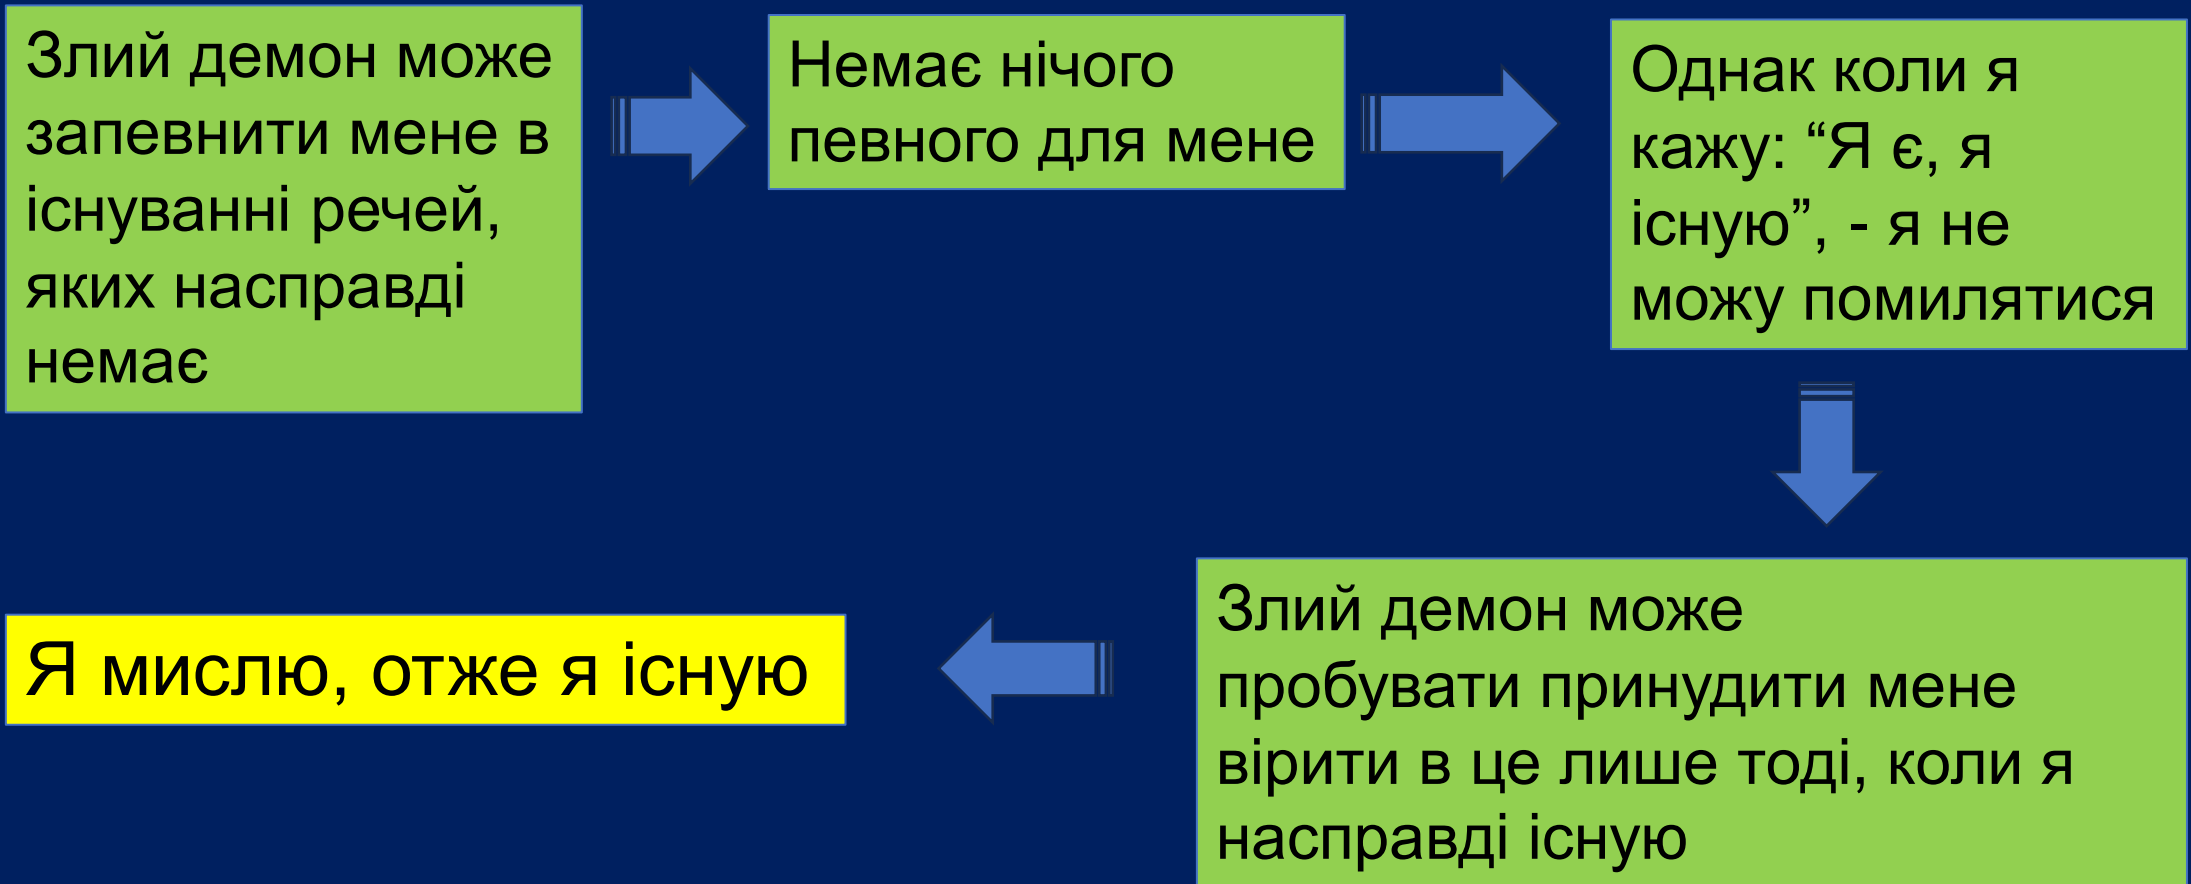 Злий демон може
запевнити мене в
існуванні речей,
яких насправді
немає
Немає нічого
певного для мене
Однак коли я
кажу: “Я є, я
існую”, - я не
можу помилятися
Злий демон може
пробувати принудити мене
вірити в це лише тоді, коли я
насправді існую
Я мислю, отже я існую